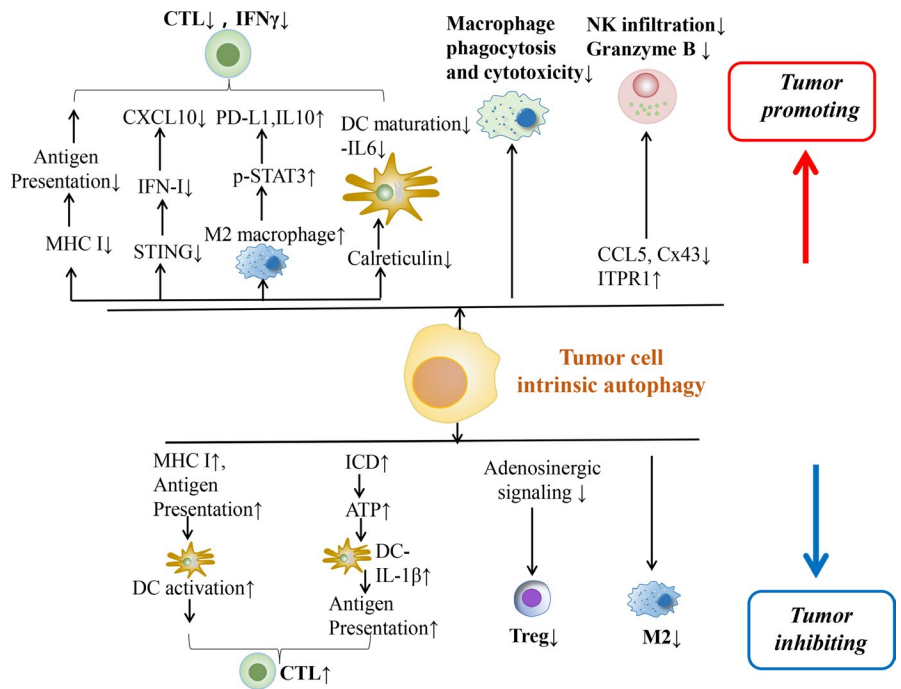 CTL↓ , IFNγ↓
Macrophage
phagocytosis
and cytotoxicity↓
NK infiltration↓
Granzyme B ↓
Tumor
promoting
CXCL10↓
PD-L1,IL10↑
DC maturation↓
-IL6↓
Antigen
Presentation↓
IFN-I↓
p-STAT3↑
MHC I↓
STING↓
M2 macrophage↑
Calreticulin↓
CCL5, Cx43↓
ITPR1↑
Tumor cell
intrinsic autophagy
MHC I↑,
Antigen
Presentation↑
DC activation↑
ICD↑
ATP↑
DC-
IL-1β↑
Antigen
Presentation↑
CTL↑
Adenosinergic
signaling ↓
Treg↓
M2↓
Tumor
inhibiting